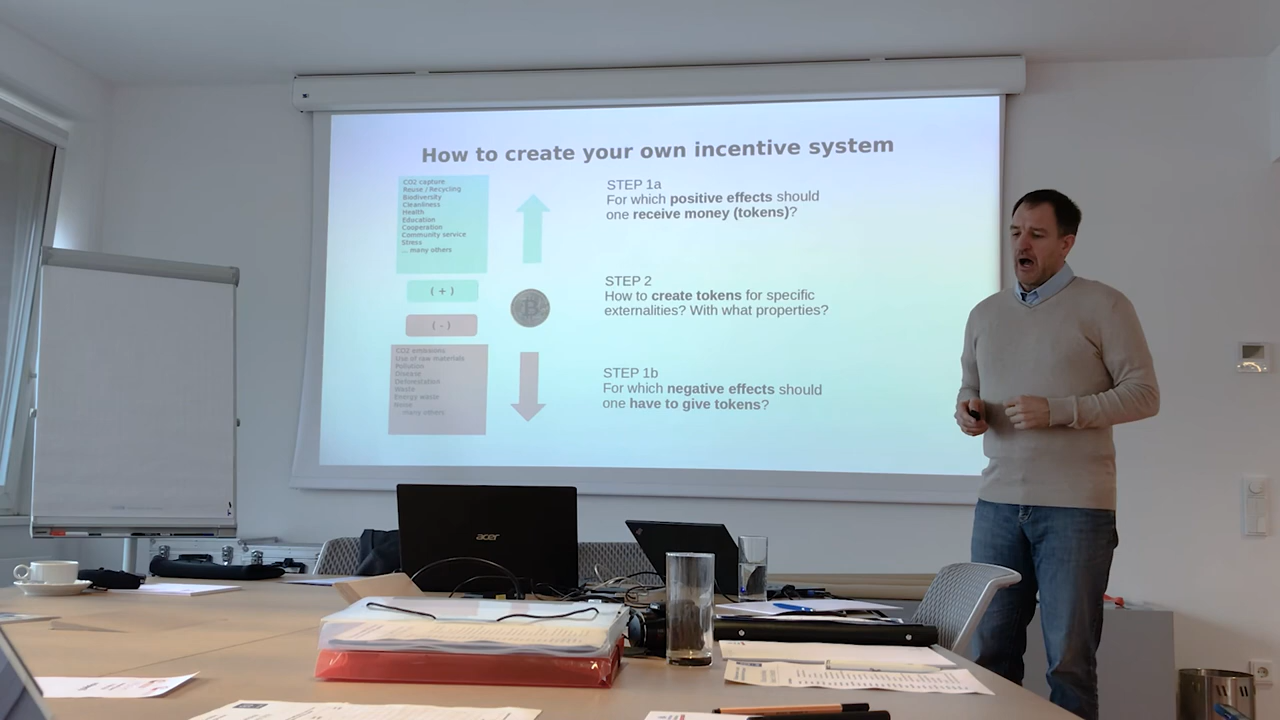 How to create your own incentive system
CO2 capture
Reuse / Recycling
Biodiversity
Cleanliness
Health
Education
Cooperation
Community service
Stress
... many others
STEP 1a
For which positive effects should
one receive money (tokens)?
( + )
( - )
STEP 2
How to create tokens for specific
externalities? With what properties?
CO2 emissions
Use of raw materials
Pollution
Disease
Deforestation
Waste
Energy waste
Noise
many others
STEP 1b
For which negative effects should
one have to give tokens?
acer